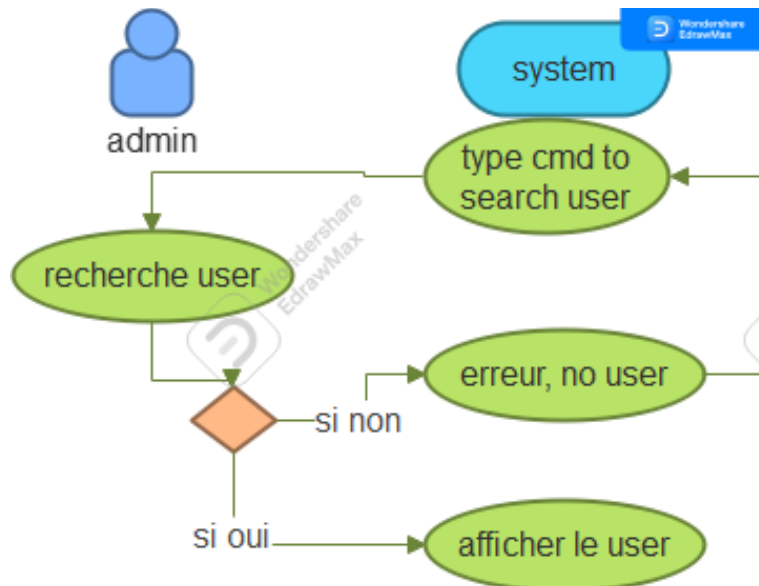 Wondershare
EdrawMax
system
admin
type cmd to
search user
recherche user
Wondershare
EdrawMax
erreur, no user
si non
si oui
afficher le user